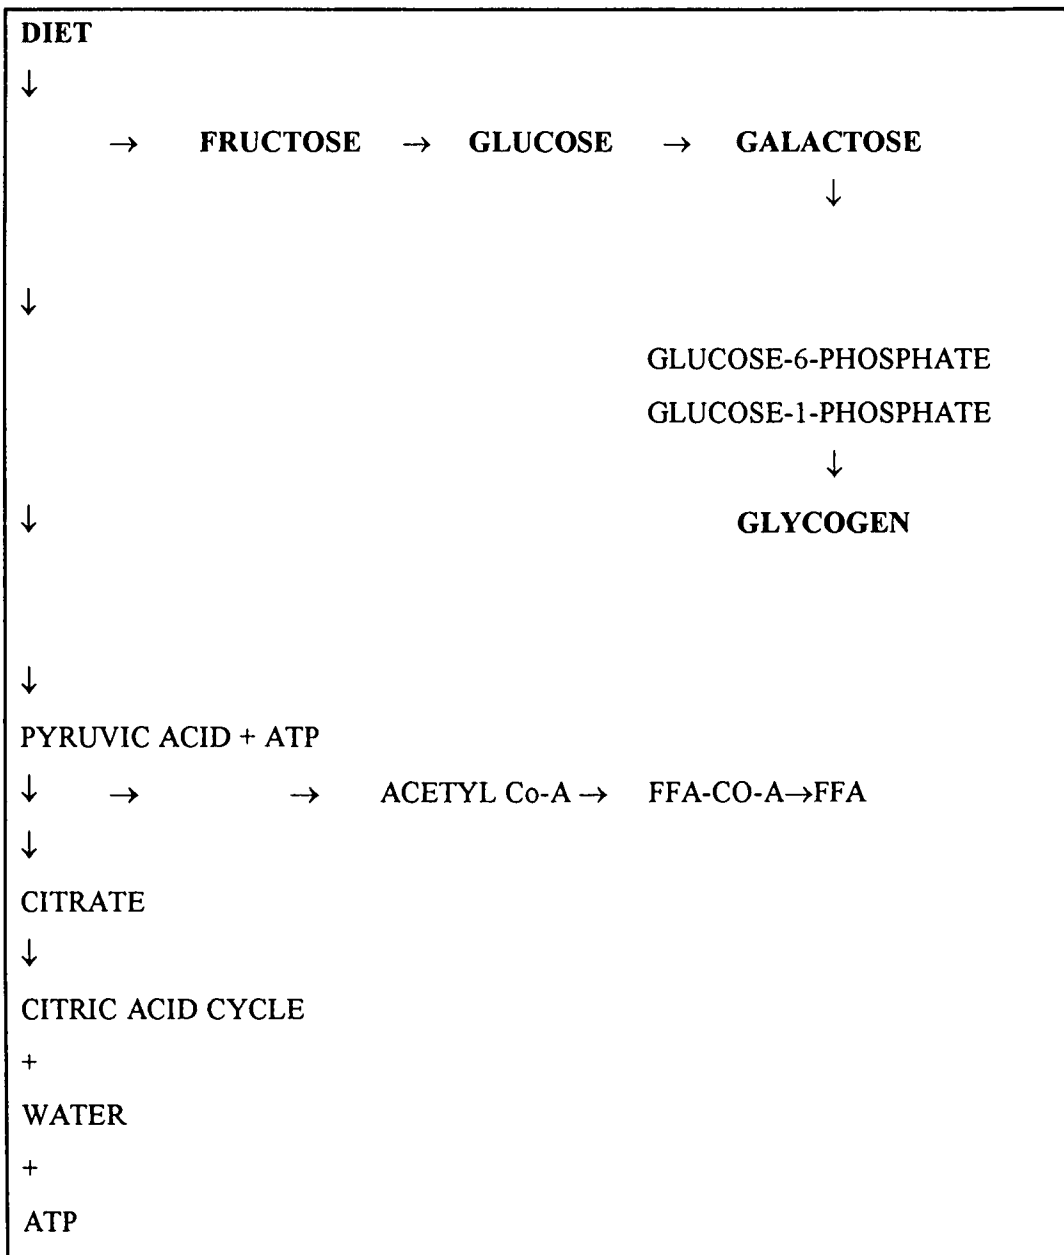 DIET
↓
→ FRUCTOSE → GLUCOSE → GALACTOSE
↓
↓
GLUCOSE-6-PHOSPHATE
GLUCOSE-1-PHOSPHATE
↓
↓ GLYCOGEN
↓
PYRUVIC ACID + ATP
↓ → → ACETYL Co-A → FFA-CO-A→FFA
↓
CITRATE
↓
CITRIC ACID CYCLE
+
WATER
+
ATP